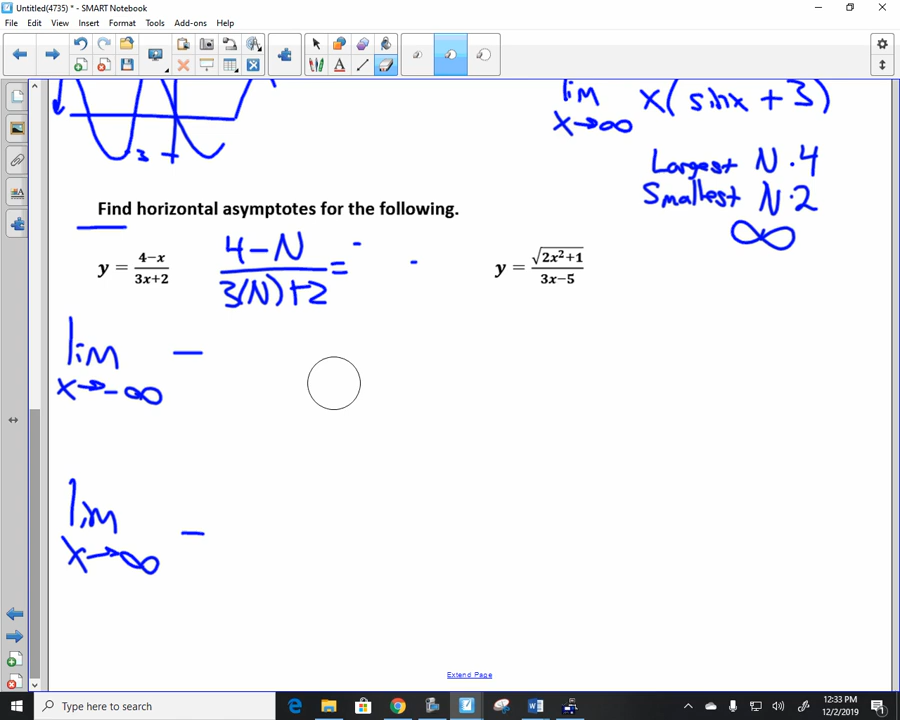 Untitled(4735) * - SMART Notebook
File Edit View Insert Format Tools Add-ons Help
lim x(sinx + 3)
x→∞
3
Largest N·4
Smallest N·2
∞
Find horizontal asymptotes for the following.
y = (4−x)/(3x+2)
(4−N)/(3(N)+2) =
y = √(2x²+1)/(3x−5)
lim –
x→-∞
lim –
x→∞
Extend Page
Type here to search
W
12:33 PM
12/2/2019
1